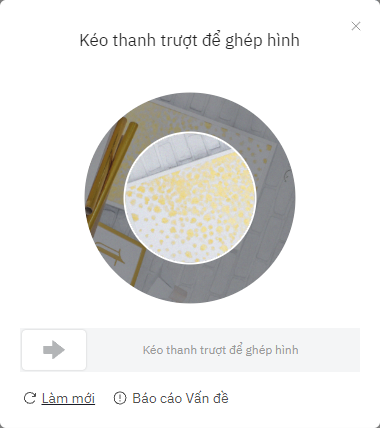 Kéo thanh trượt để ghép hình
Kéo thanh trượt để ghép hình
Làm mới
Báo cáo Vấn đề